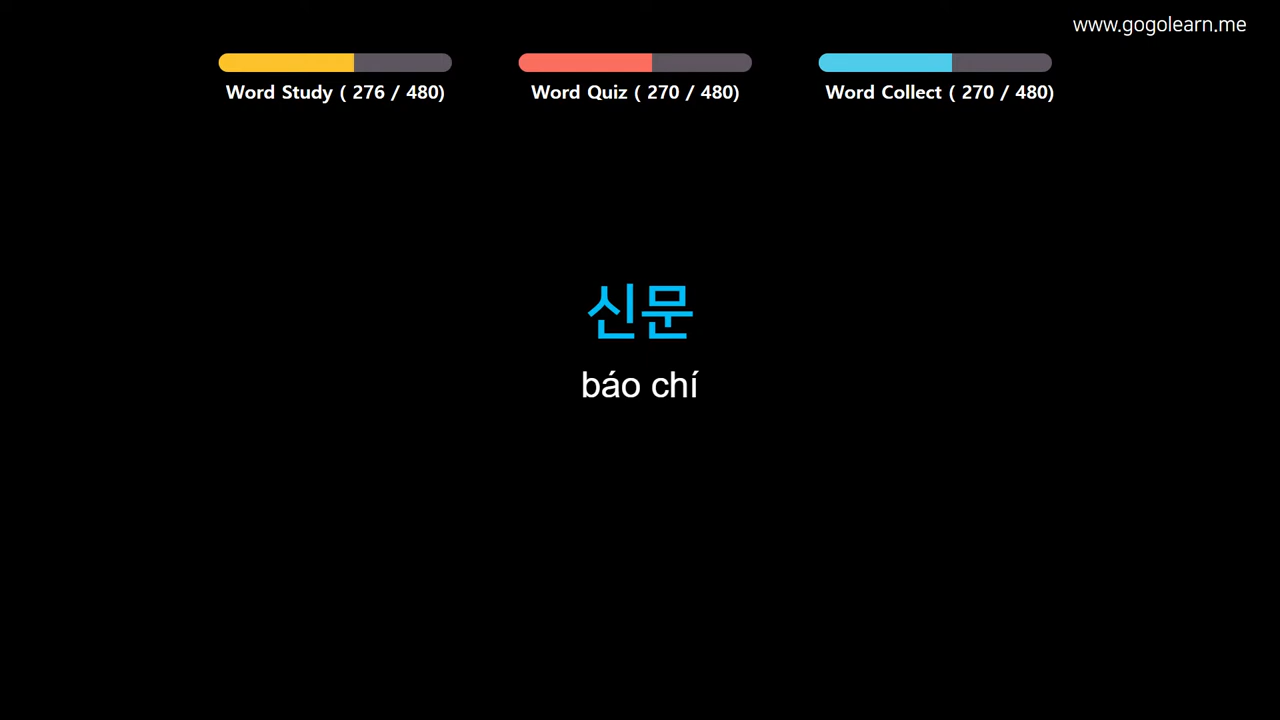 www.gogolearn.me
Word Study ( 276 / 480)
Word Quiz ( 270 / 480)
Word Collect ( 270 / 480)
신문
báo chí